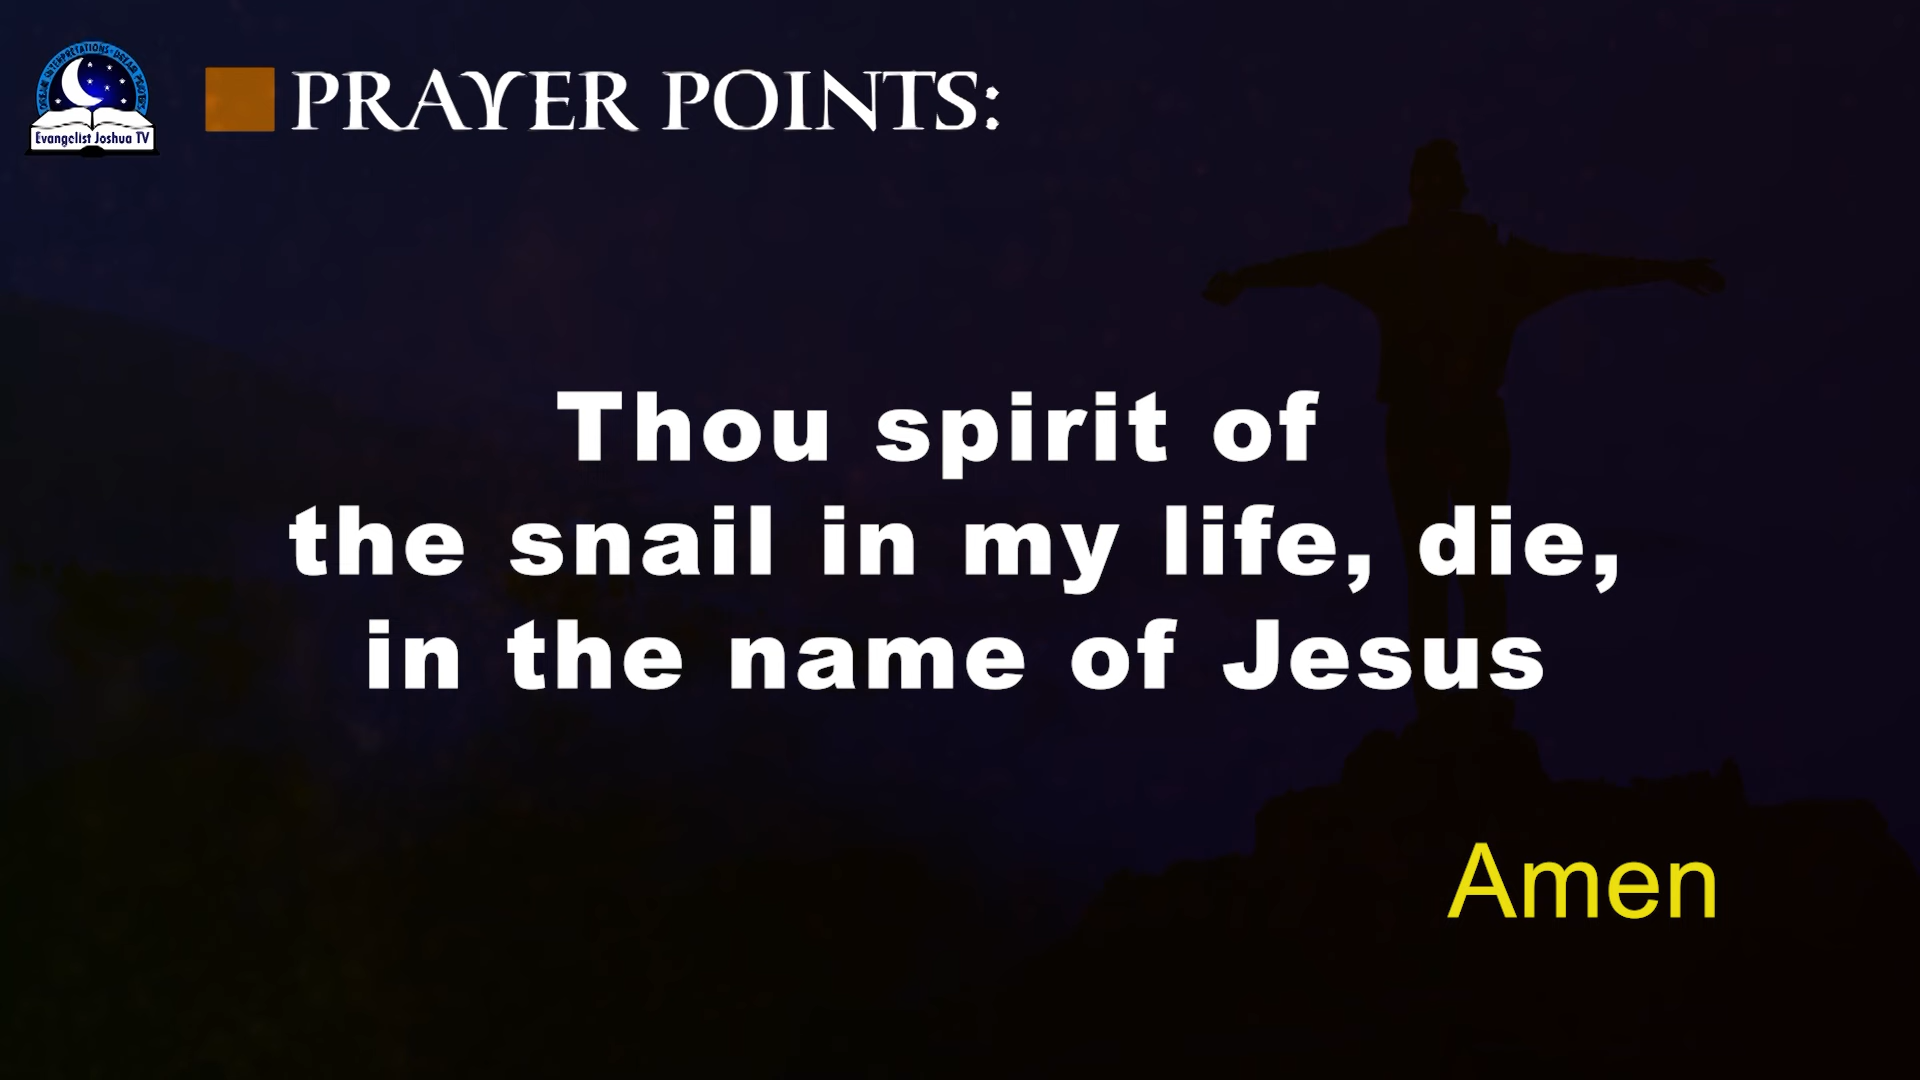 Evangelist Joshua TV
PRAYER POINTS:
Thou spirit of
the snail in my life, die,
in the name of Jesus
Amen